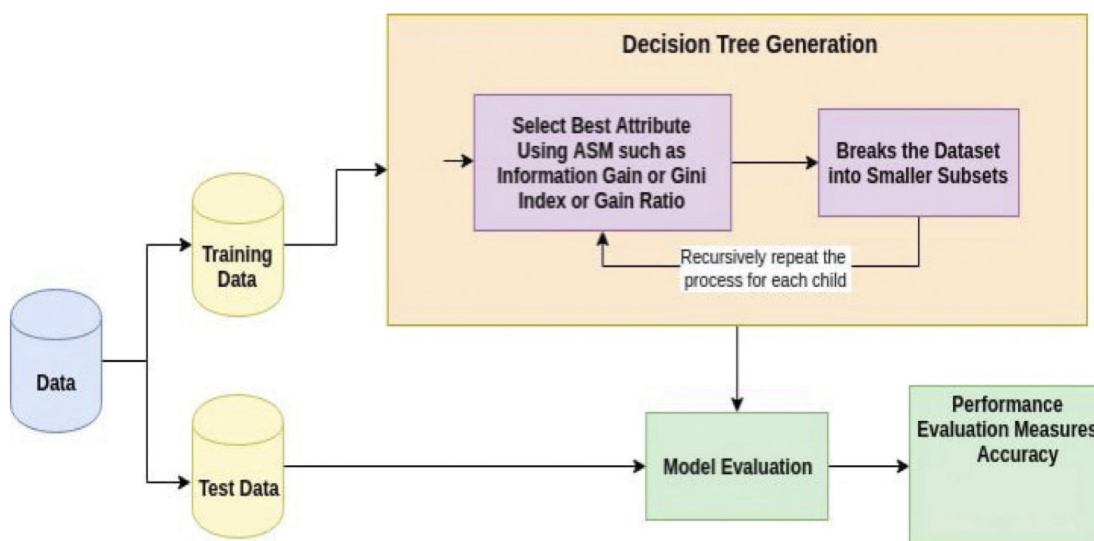 Decision Tree Generation
Select Best Attribute
Using ASM such as
Information Gain or Gini
Index or Gain Ratio
Breaks the Dataset
into Smaller Subsets
Recursively repeat the
process for each child
Training
Data
Data
Test Data
Model Evaluation
Performance
Evaluation Measures
Accuracy